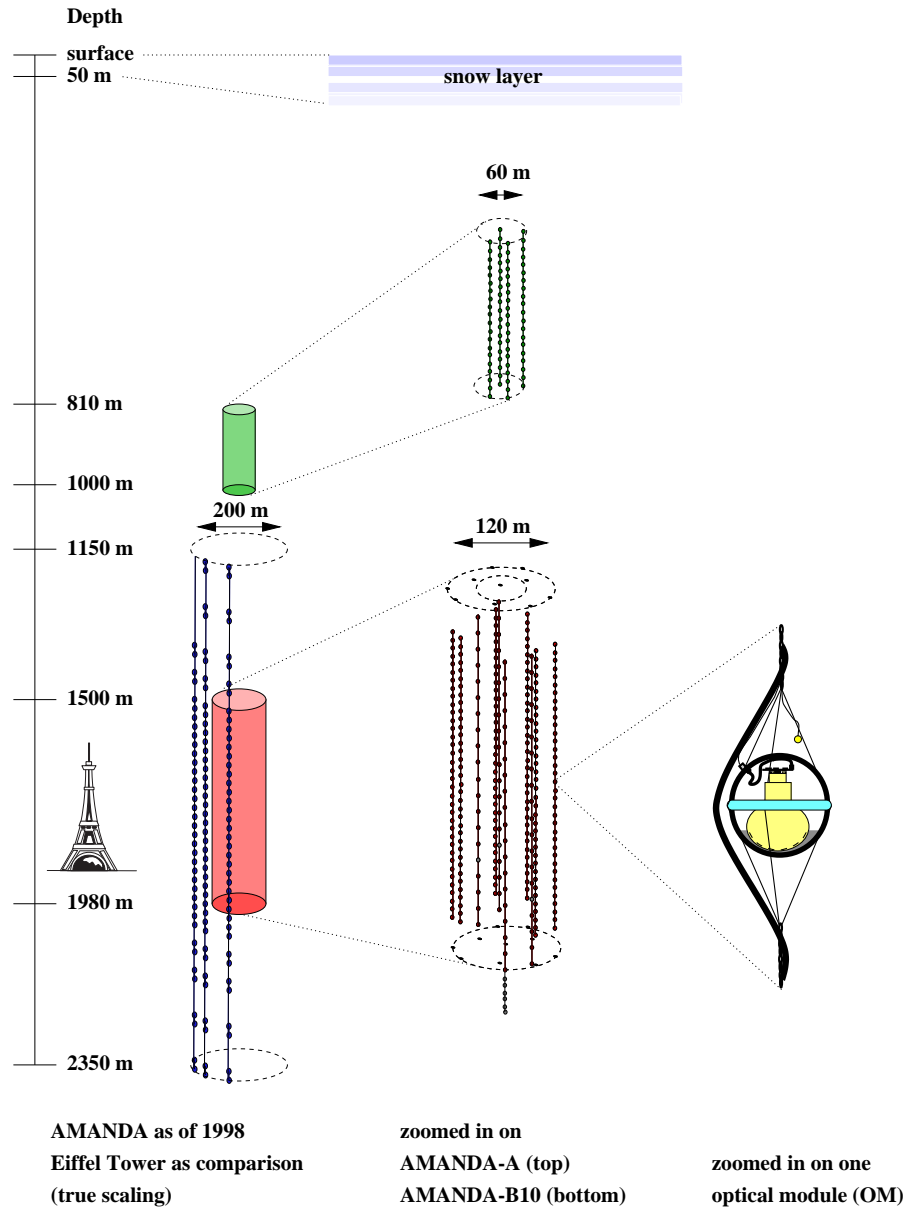 Depth
surface
50 m
snow layer
60 m
810 m
1000 m
200 m
120 m
1150 m
1500 m
1980 m
2350 m
AMANDA as of 1998
Eiffel Tower as comparison
(true scaling)
zoomed in on
AMANDA-A (top)
AMANDA-B10 (bottom)
zoomed in on one
optical module (OM)